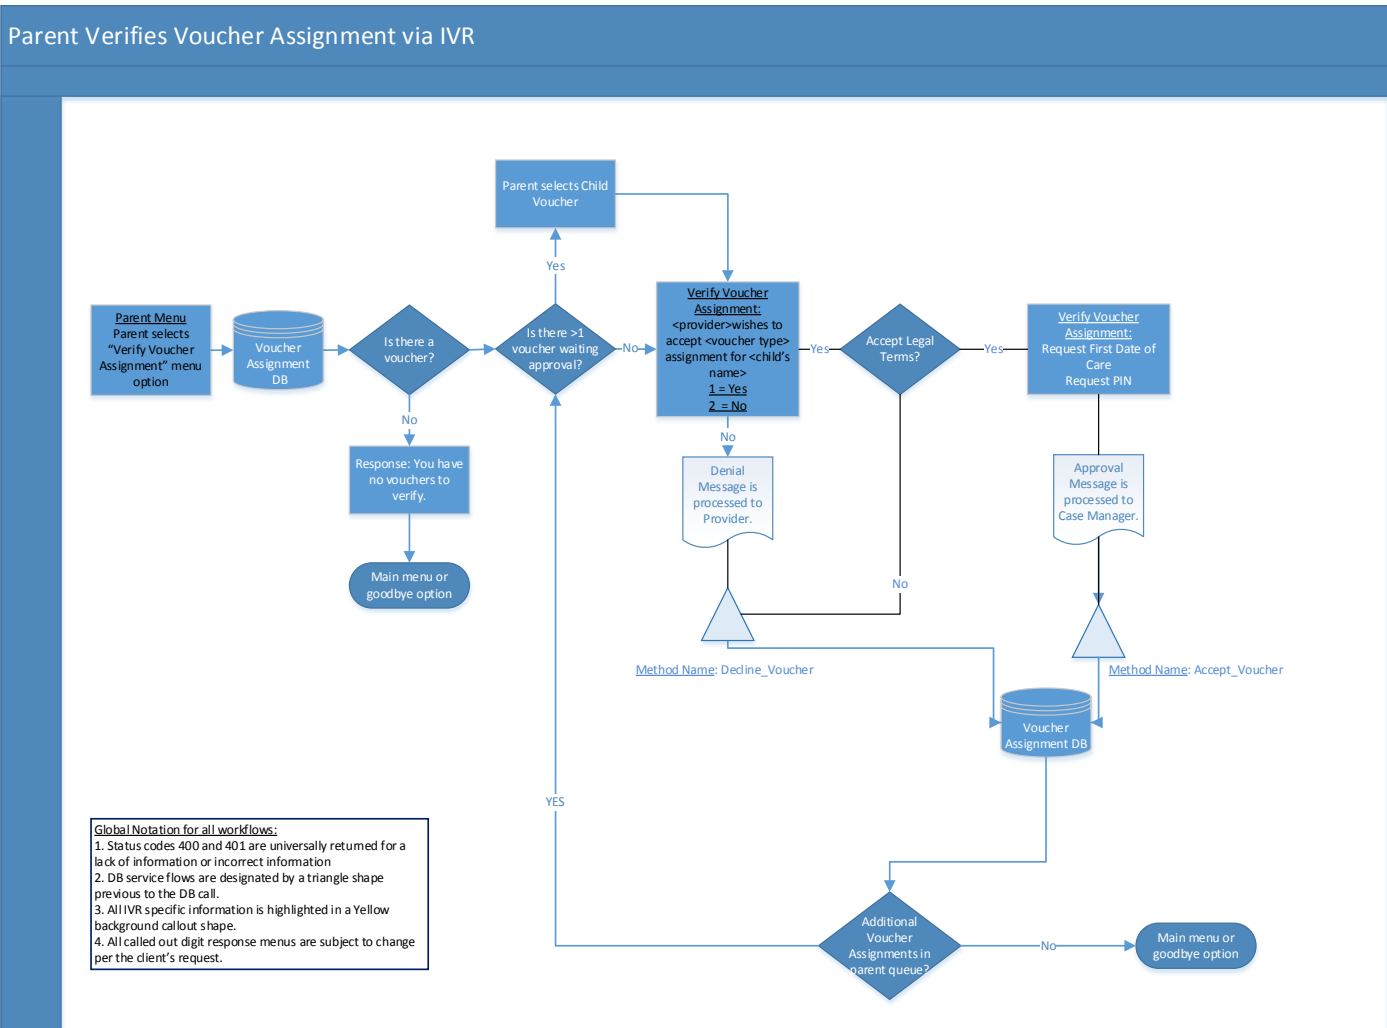 Parent Verifies Voucher Assignment via IVR
Parent selects Child
Voucher
Yes
Parent Menu
Parent selects
“Verify Voucher
Assignment” menu
option
Voucher
Assignment
DB
Is there a
voucher?
Is there >1
voucher waiting
approval?
No
Verify Voucher
Assignment:
<provider>wishes to
accept <voucher type>
assignment for <child’s
name>
1 = Yes
2 = No
Yes
Accept Legal
Terms?
Yes
Verify Voucher
Assignment:
Request First Date of
Care
Request PIN
No
Response: You have
no vouchers to
verify.
Main menu or
goodbye option
No
Denial
Message is
processed to
Provider.
Approval
Message is
processed to
Case Manager.
No
Method Name: Decline_Voucher
Method Name: Accept_Voucher
Voucher
Assignment DB
YES
Global Notation for all workflows:
1. Status codes 400 and 401 are universally returned for a
lack of information or incorrect information
2. DB service flows are designated by a triangle shape
previous to the DB call.
3. All IVR specific information is highlighted in a Yellow
background callout shape.
4. All called out digit response menus are subject to change
per the client’s request.
Additional
Voucher
Assignments in
parent queue?
No
Main menu or
goodbye option